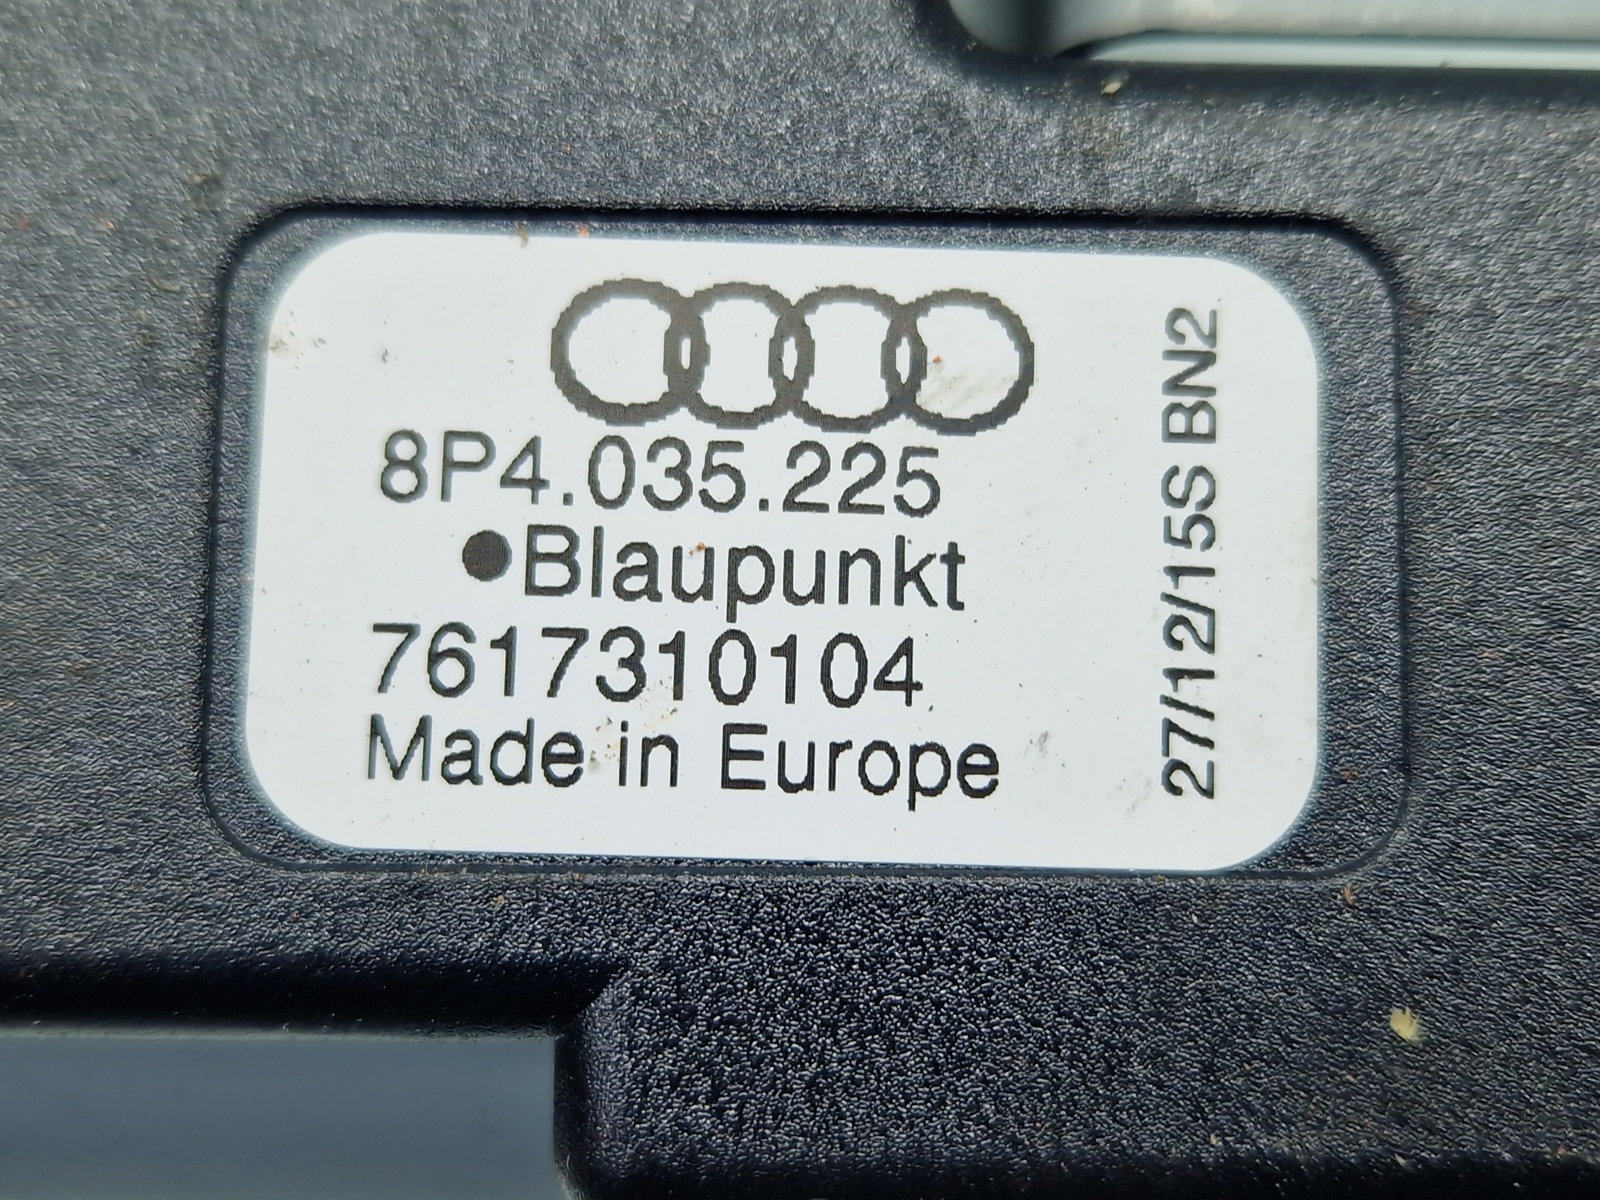 8P4.035.225
●Blaupunkt
7617310104
Made in Europe
27/12/15S BN2